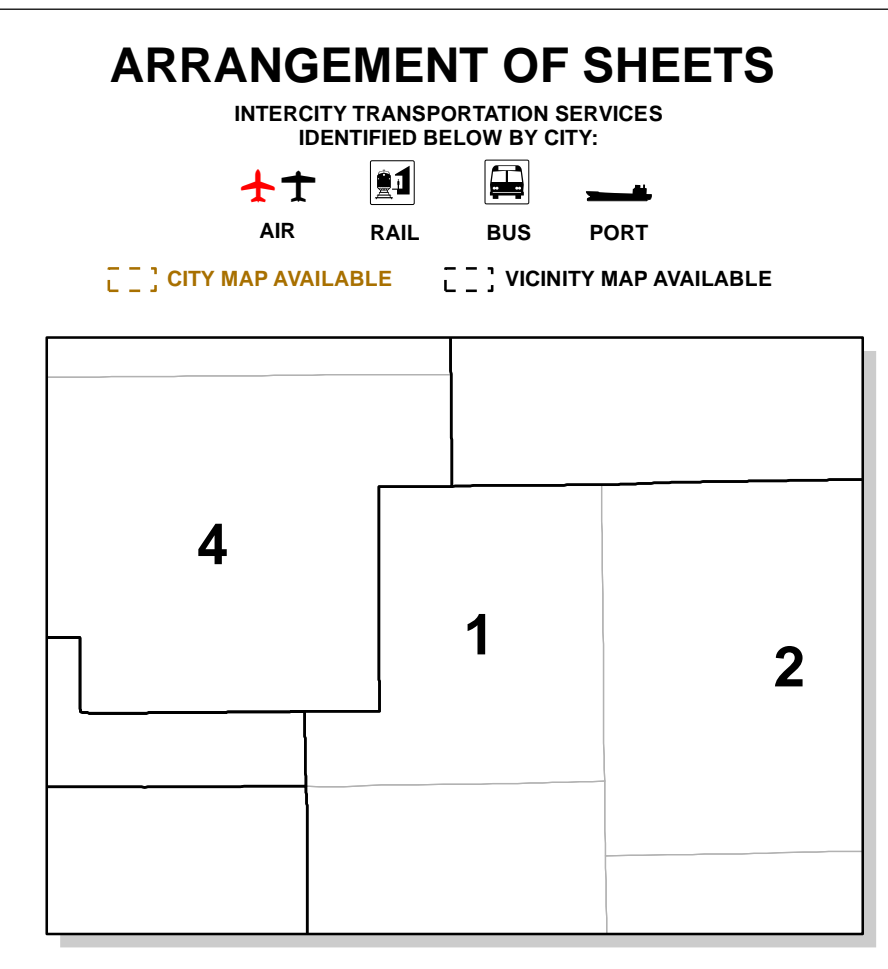 ARRANGEMENT OF SHEETS
INTERCITY TRANSPORTATION SERVICES
IDENTIFIED BELOW BY CITY:
AIR RAIL BUS PORT
CITY MAP AVAILABLE VICINITY MAP AVAILABLE
4
1
2